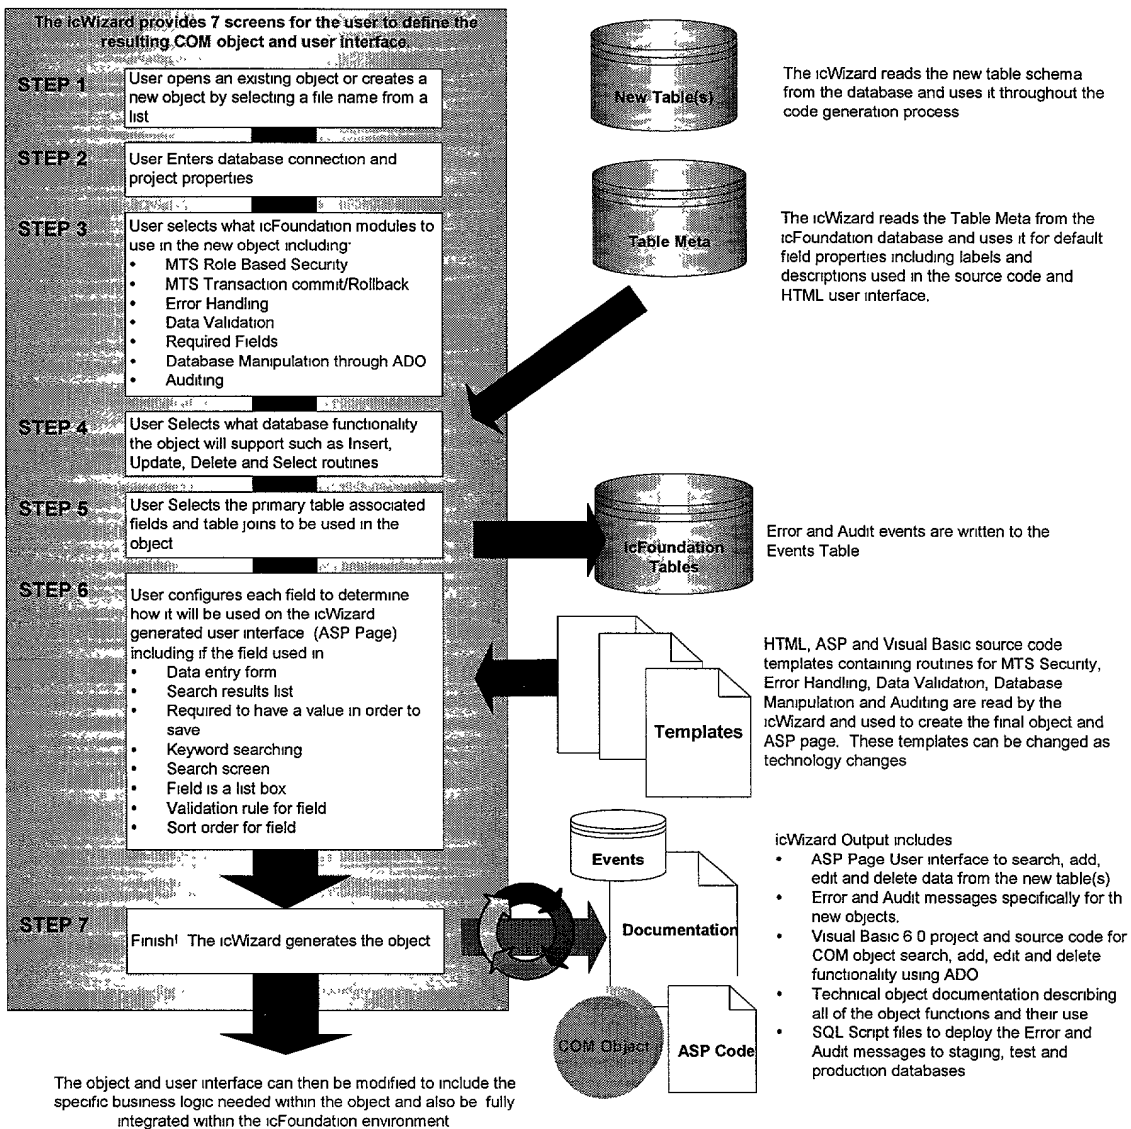 The icWizard provides 7 screens for the user to define the
resulting COM object and user interface.
STEP 1
User opens an existing object or creates a
new object by selecting a file name from a
list
STEP 2
User Enters database connection and
project properties
STEP 3
User selects what icFoundation modules to
use in the new object including·
• MTS Role Based Security
• MTS Transaction commit/Rollback
• Error Handling
• Data Validation
• Required Fields
• Database Manipulation through ADO
• Auditing
STEP 4
User Selects what database functionality
the object will support such as Insert,
Update, Delete and Select routines
STEP 5
User Selects the primary table associated
fields and table joins to be used in the
object
STEP 6
User configures each field to determine
how it will be used on the icWizard
generated user interface (ASP Page)
including if the field used in
• Data entry form
• Search results list
• Required to have a value in order to
save
• Keyword searching
• Search screen
• Field is a list box
• Validation rule for field
• Sort order for field
STEP 7
Finish! The icWizard generates the object
The object and user interface can then be modified to include the
specific business logic needed within the object and also be fully
integrated within the icFoundation environment
New Table(s)
The icWizard reads the new table schema
from the database and uses it throughout the
code generation process
Table Meta
The icWizard reads the Table Meta from the
icFoundation database and uses it for default
field properties including labels and
descriptions used in the source code and
HTML user interface.
icFoundation
Tables
Error and Audit events are written to the
Events Table
Templates
HTML, ASP and Visual Basic source code
templates containing routines for MTS Security,
Error Handling, Data Validation, Database
Manipulation and Auditing are read by the
icWizard and used to create the final object and
ASP page. These templates can be changed as
technology changes
Events
Documentation
COM Object
ASP Code
icWizard Output includes
• ASP Page User interface to search, add,
edit and delete data from the new table(s)
• Error and Audit messages specifically for th
new objects.
• Visual Basic 6 0 project and source code for
COM object search, add, edit and delete
functionality using ADO
• Technical object documentation describing
all of the object functions and their use
• SQL Script files to deploy the Error and
Audit messages to staging, test and
production databases